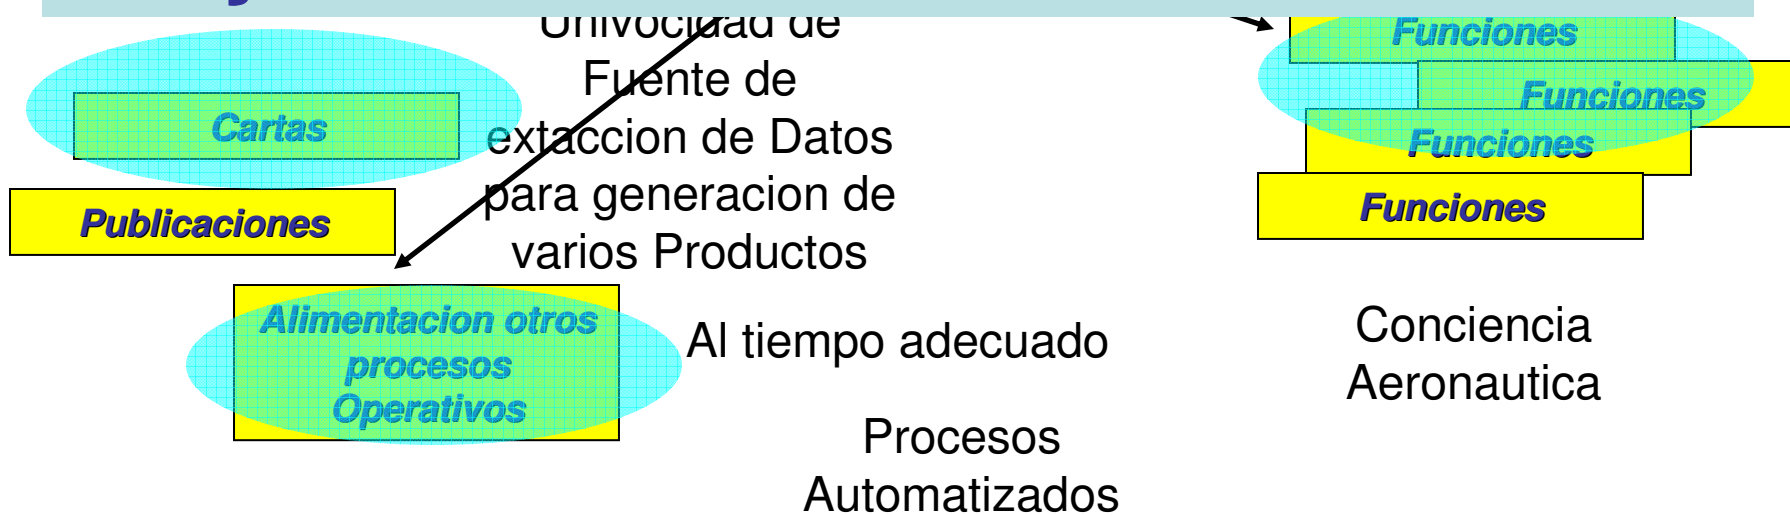 Univocidad de
Fuente de
extaccion de Datos
para generacion de
varios Productos
Cartas
Publicaciones
Alimentacion otros
procesos
Operativos
Al tiempo adecuado
Procesos
Automatizados
Funciones
Funciones
Funciones
Funciones
Conciencia
Aeronautica